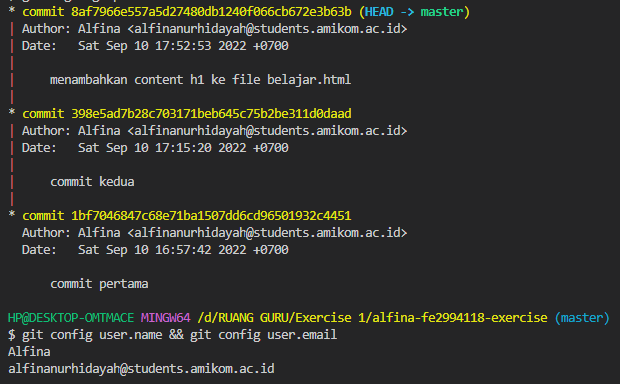 * commit 8af7966e557a5d27480db1240f066cb672e3b63b (HEAD -> master)
| Author: Alfina <alfinanurhidayah@students.amikom.ac.id>
| Date:   Sat Sep 10 17:52:53 2022 +0700
|
|     menambahkan content h1 ke file belajar.html
|
* commit 398e5ad7b28c703171beb645c75b2be311d0daad
| Author: Alfina <alfinanurhidayah@students.amikom.ac.id>
| Date:   Sat Sep 10 17:15:20 2022 +0700
|
|     commit kedua
|
* commit 1bf7046847c68e71ba1507dd6cd96501932c4451
  Author: Alfina <alfinanurhidayah@students.amikom.ac.id>
  Date:   Sat Sep 10 16:57:42 2022 +0700

      commit pertama

HP@DESKTOP-OMTMACE MINGW64 /d/RUANG GURU/Exercise 1/alfina-fe2994118-exercise (master)
$ git config user.name && git config user.email
Alfina
alfinanurhidayah@students.amikom.ac.id